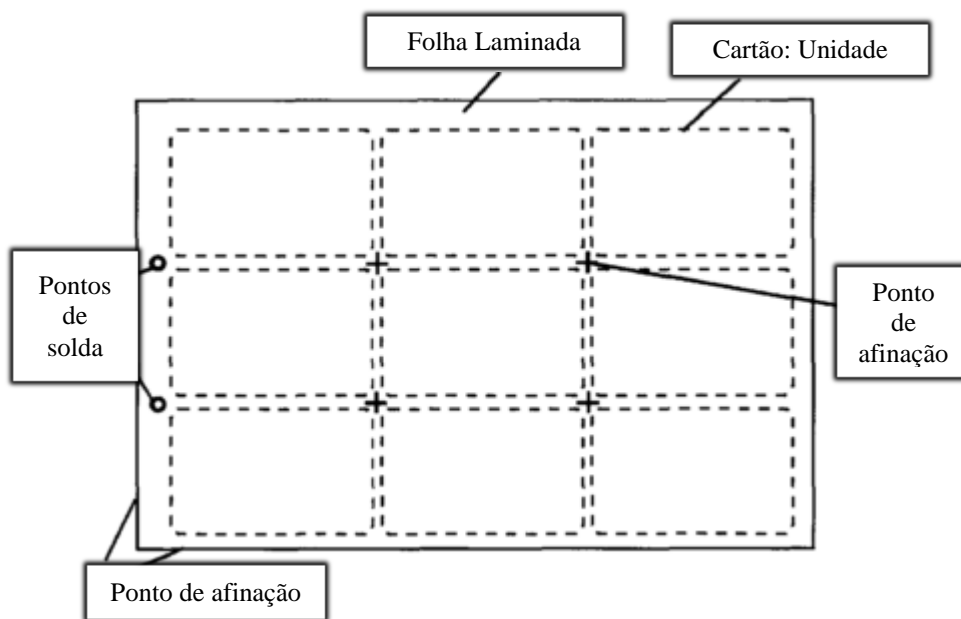 Folha Laminada
Cartão: Unidade
Pontos
de
solda
Ponto
de
afinação
Ponto de afinação